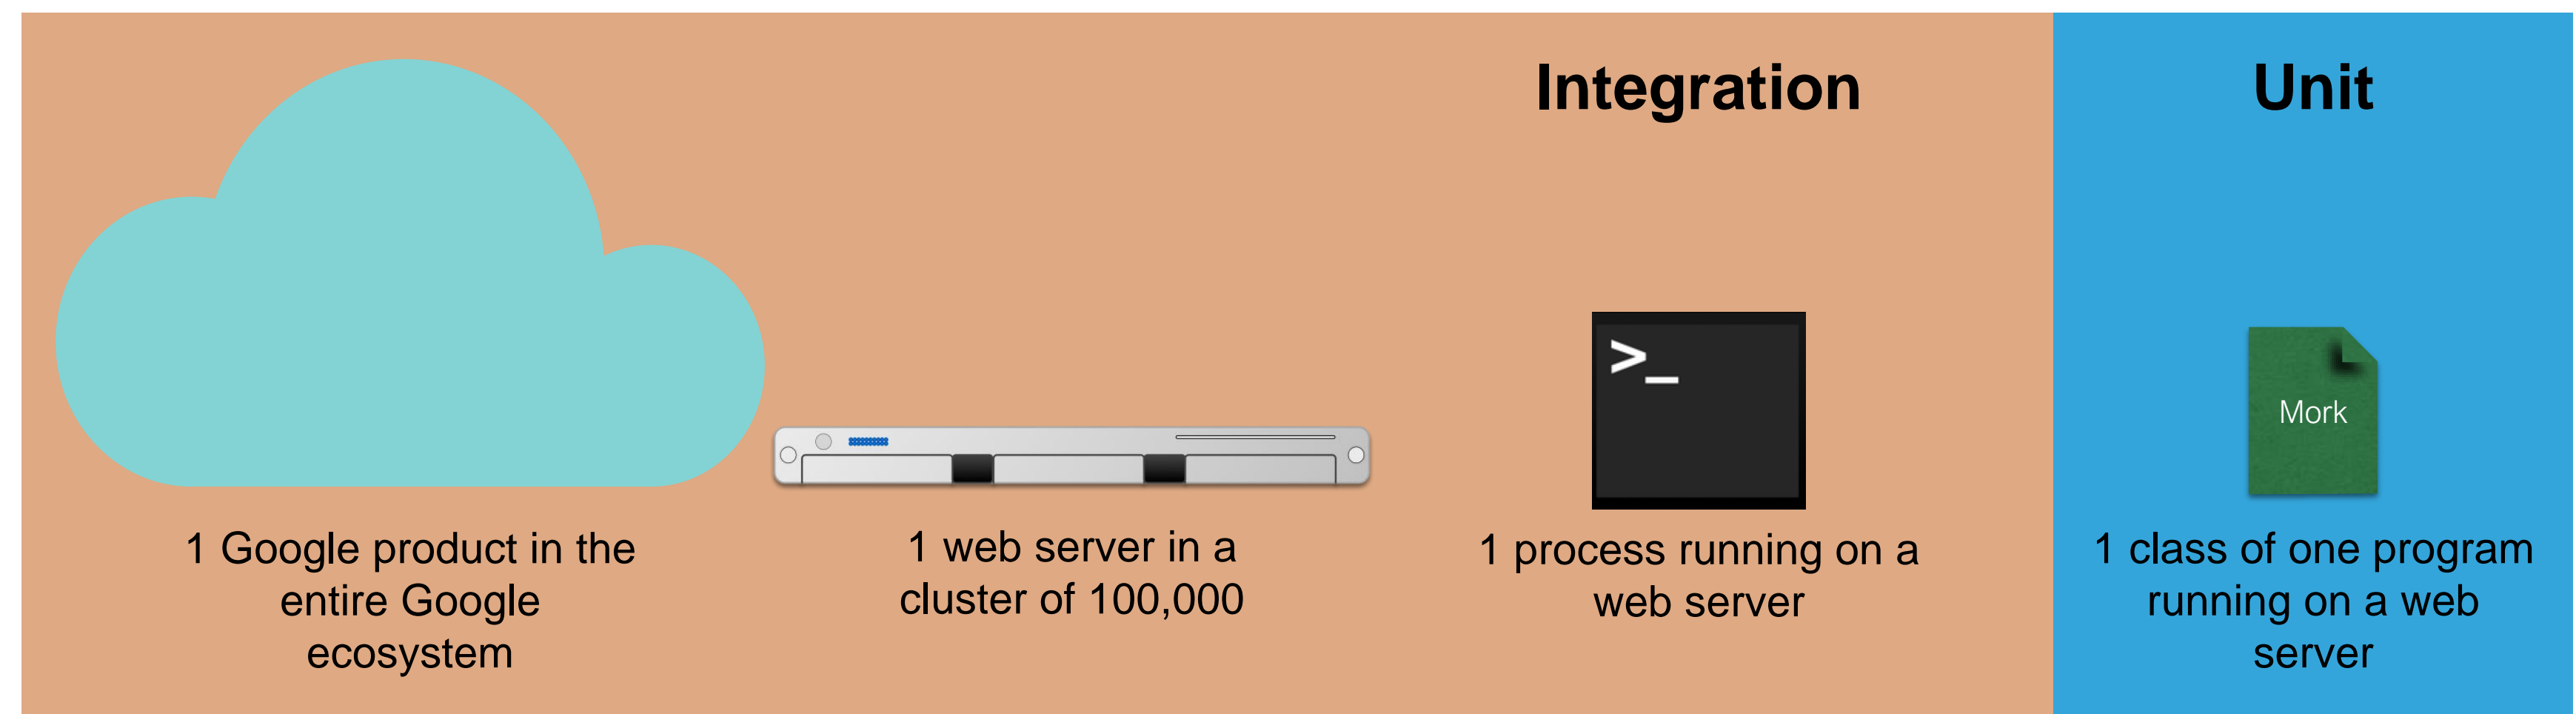 Integration
Unit
>_
Mork
1 Google product in the
entire Google
ecosystem
1 web server in a
cluster of 100,000
1 process running on a
web server
1 class of one program
running on a web
server